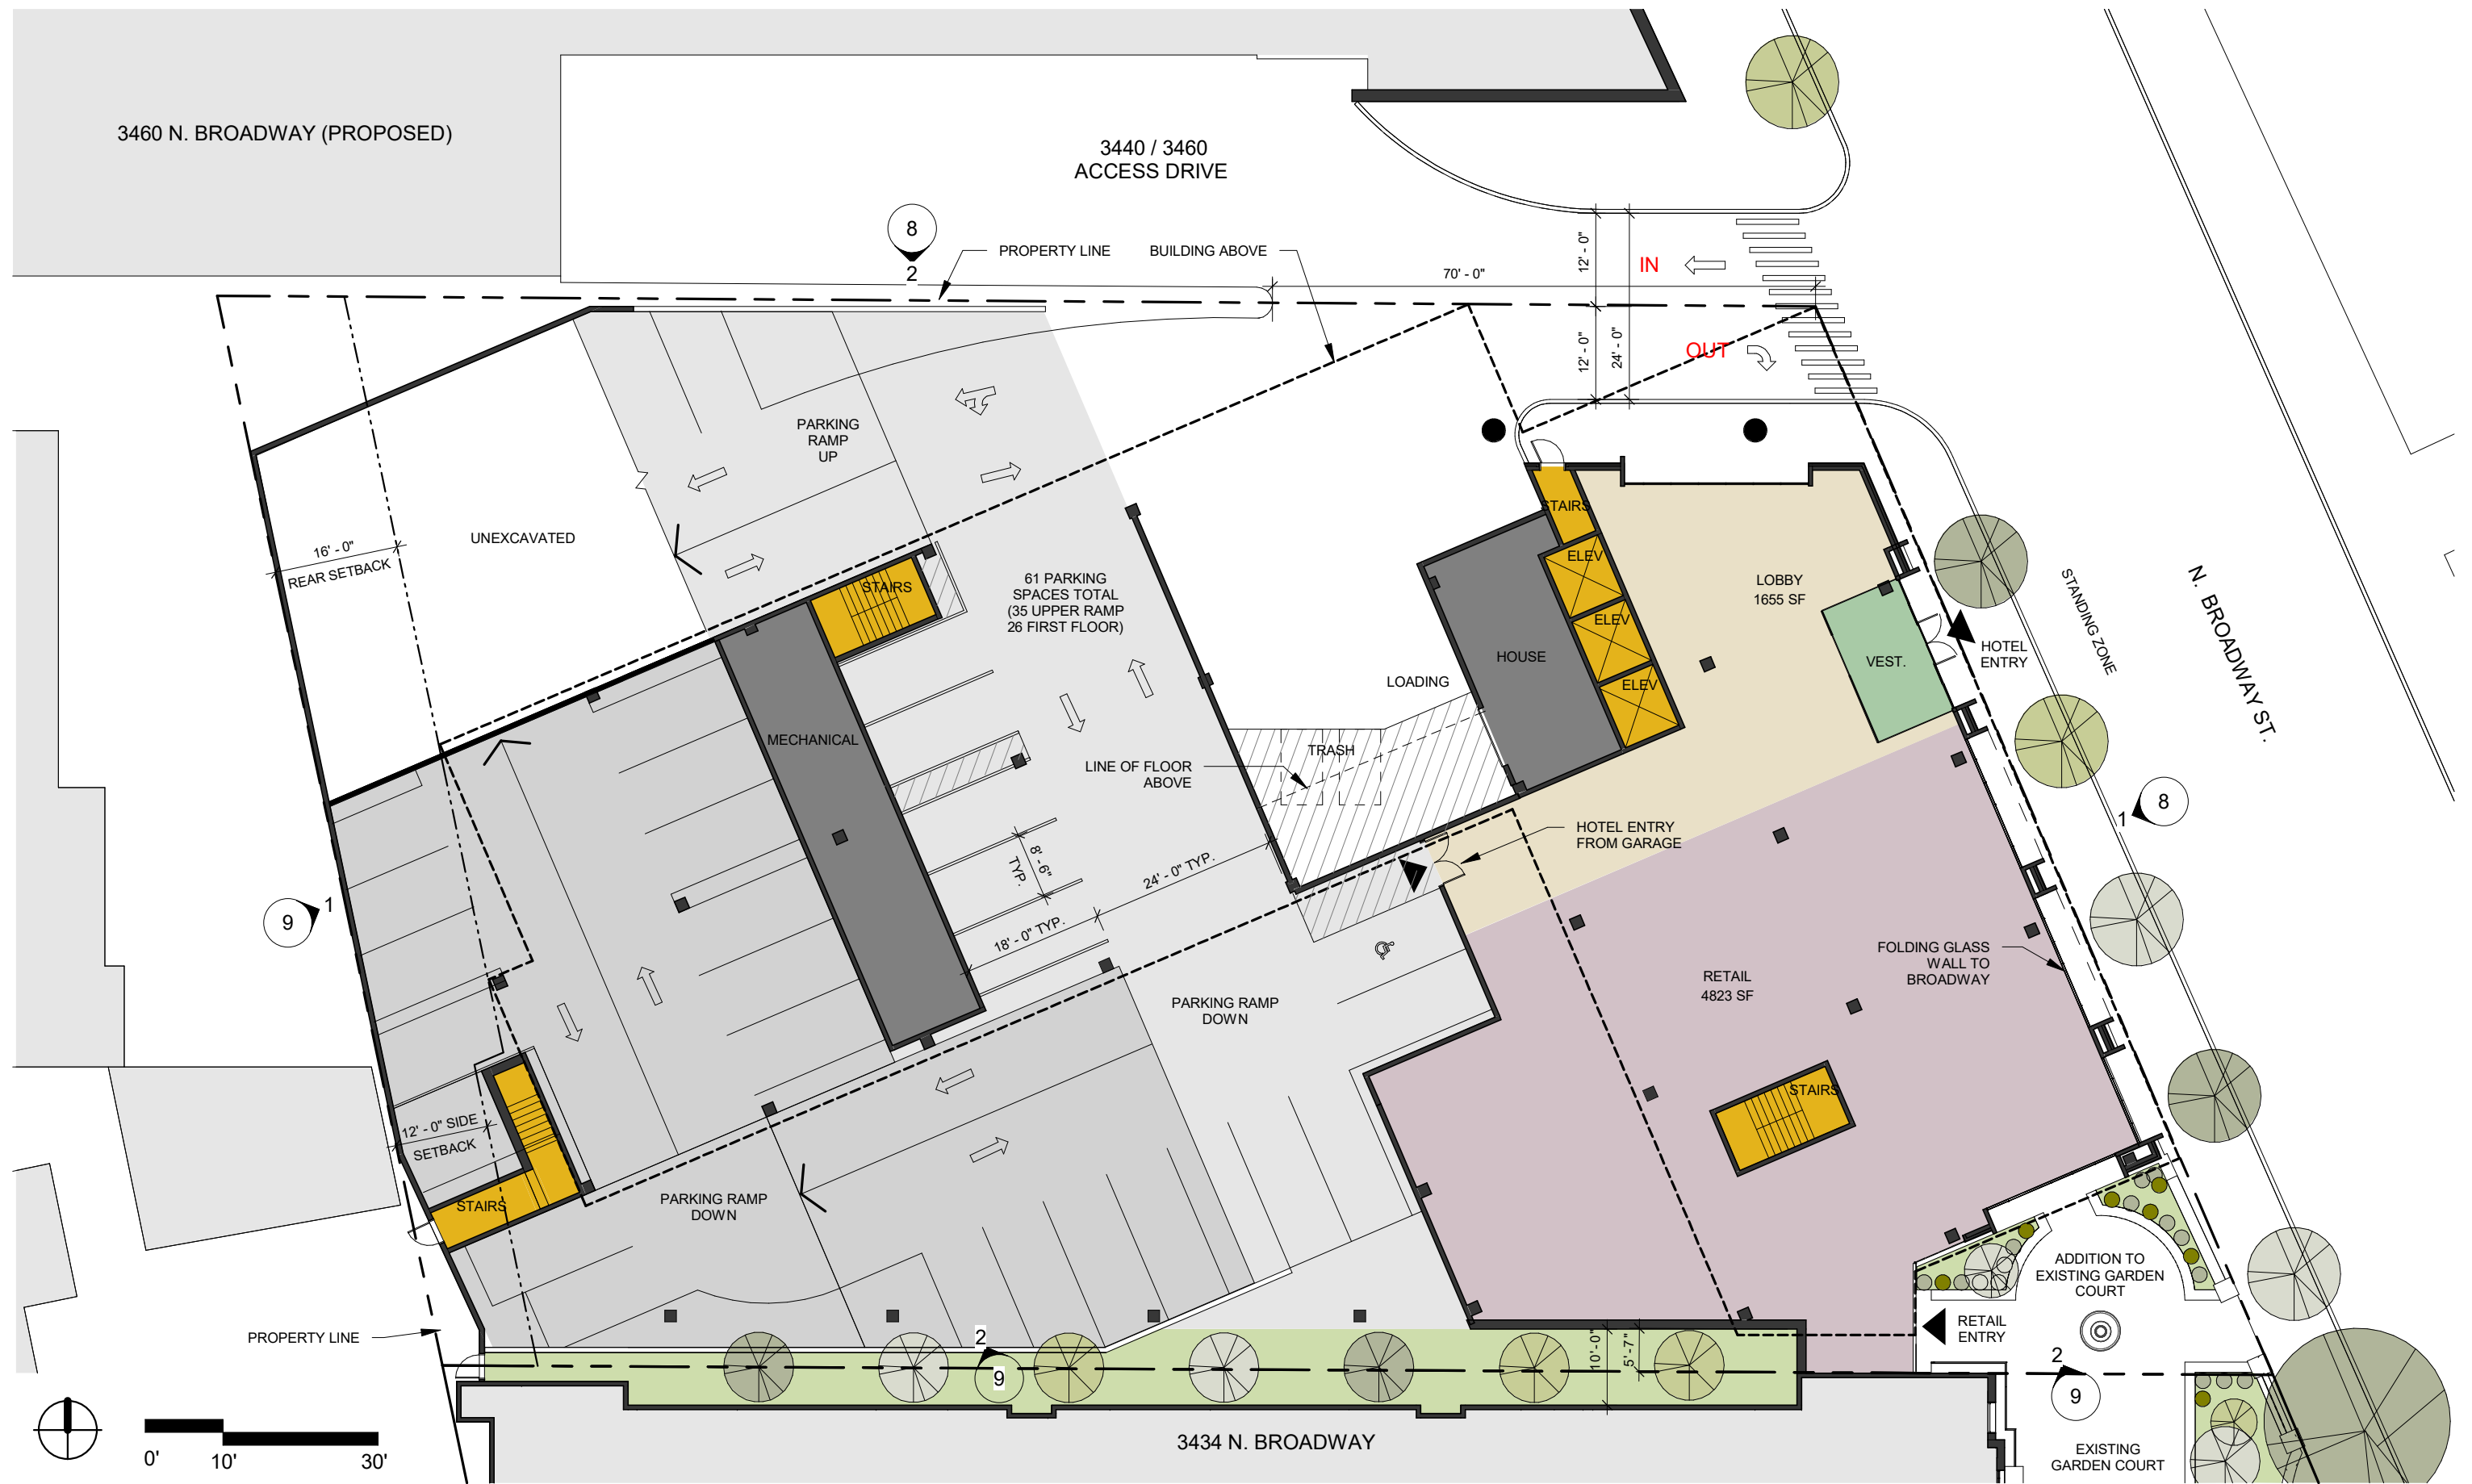 3460 N. BROADWAY (PROPOSED)
3440 / 3460
ACCESS DRIVE
8
2
PROPERTY LINE
BUILDING ABOVE
70' - 0"
12' - 0"
IN
12' - 0"
24' - 0"
OUT
PARKING
RAMP
UP
UNEXCAVATED
16' - 0"
REAR SETBACK
STAIRS
61 PARKING
SPACES TOTAL
(35 UPPER RAMP
26 FIRST FLOOR)
STAIRS
ELEV
ELEV
ELEV
HOUSE
LOBBY
1655 SF
VEST.
HOTEL
ENTRY
STANDING ZONE
N. BROADWAY ST.
LOADING
TRASH
MECHANICAL
LINE OF FLOOR
ABOVE
8
1
HOTEL ENTRY
FROM GARAGE
8' - 6"
TYP.
24' - 0" TYP.
18' - 0" TYP.
9
1
FOLDING GLASS
WALL TO
BROADWAY
RETAIL
4823 SF
PARKING RAMP
DOWN
STAIRS
12' - 0" SIDE
SETBACK
STAIRS
PARKING RAMP
DOWN
ADDITION TO
EXISTING GARDEN
COURT
PROPERTY LINE
RETAIL
ENTRY
2
9
10'-0"
5'-7"
2
9
0'
10'
30'
3434 N. BROADWAY
EXISTING
GARDEN COURT